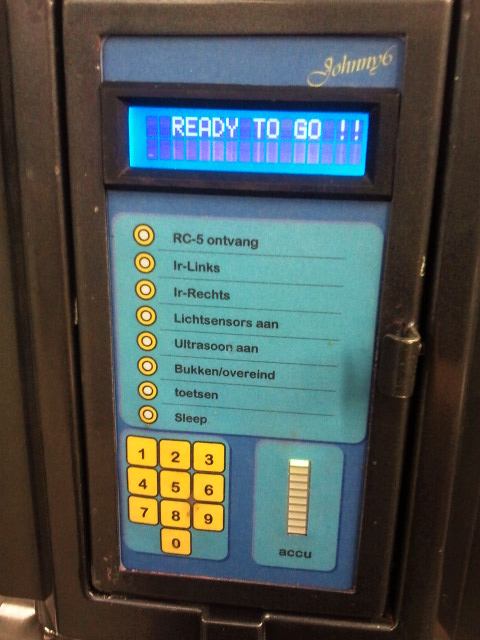 Johnny6
READY TO GO !!
RC-5 ontvang
Ir-Links
Ir-Rechts
Lichtsensors aan
Ultrasoon aan
Bukken/overeind
toetsen
Sleep
1 2 3
4 5 6
7 8 9
0
accu